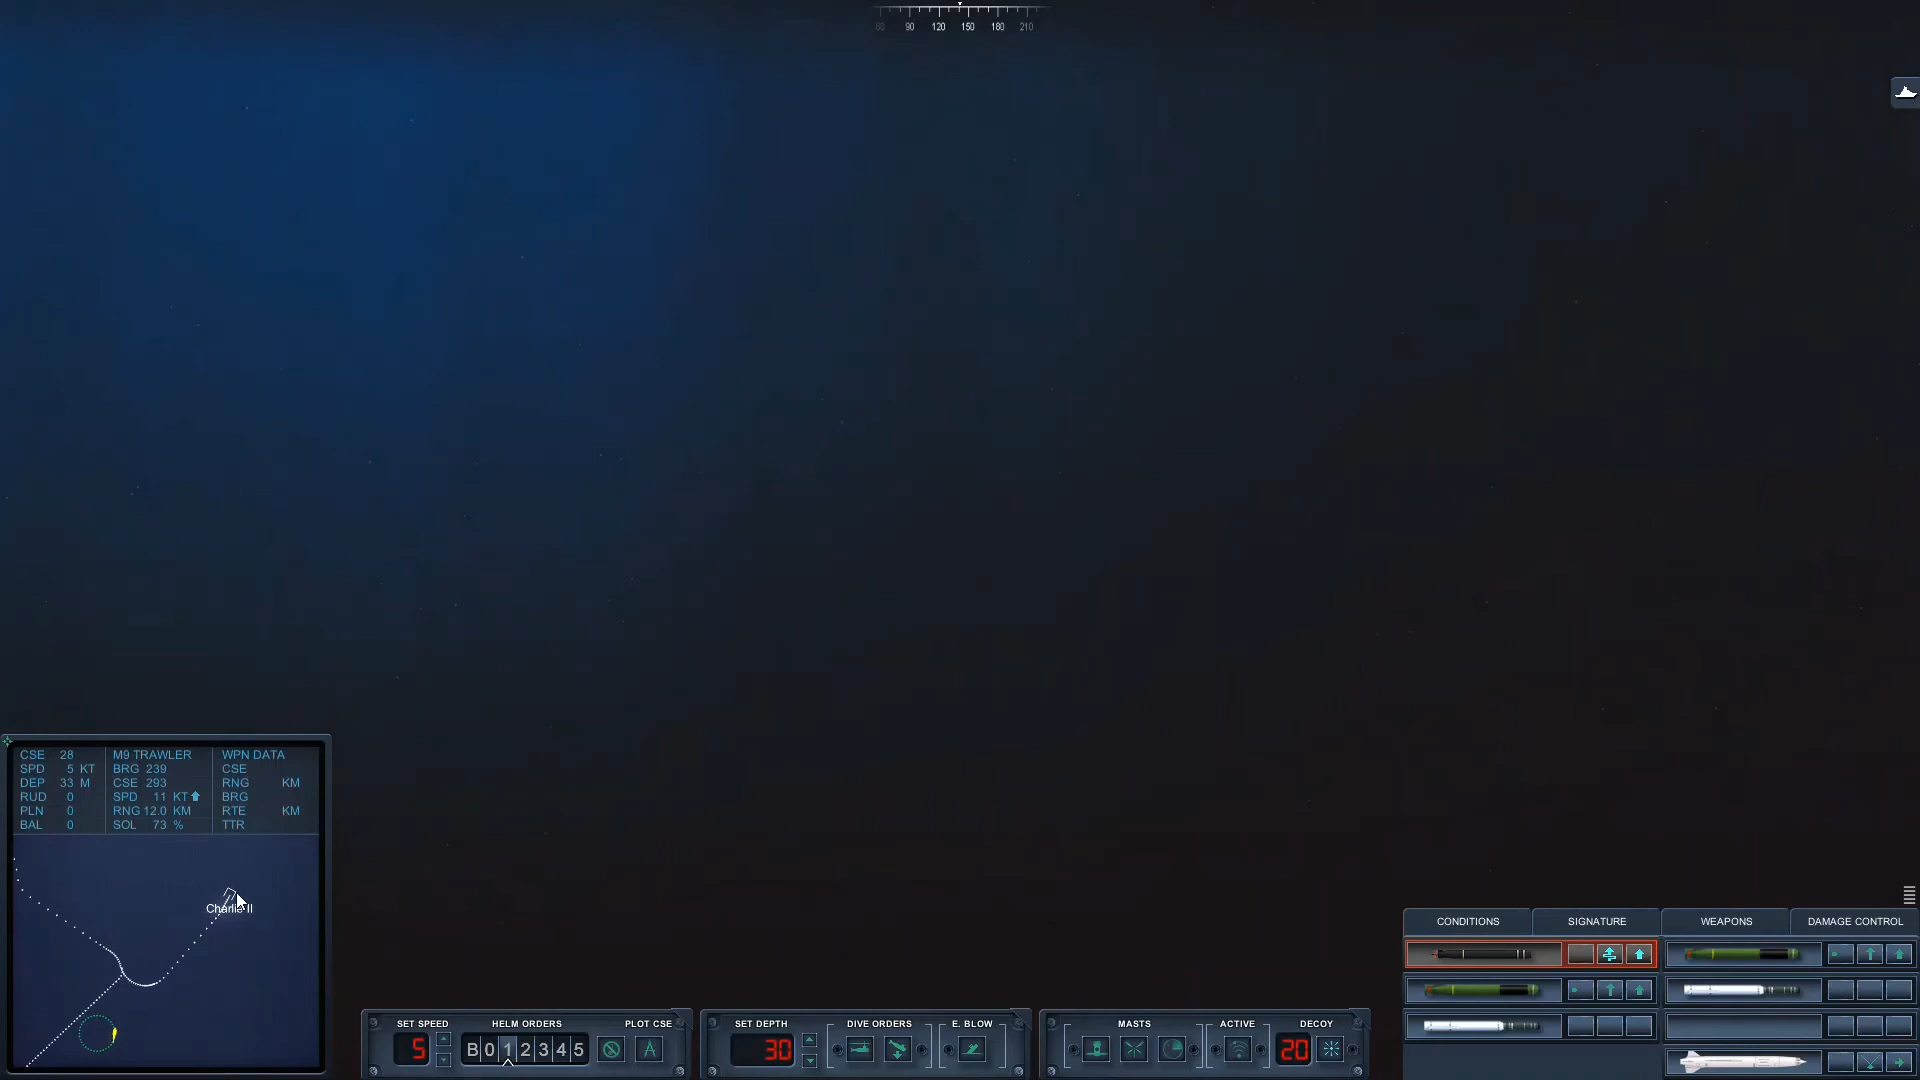 60 90 120 150 180 210
CSE 28
SPD 5 KT
DEP 33 M
RUD 0
PLN 0
BAL 0
M9 TRAWLER
BRG 239
CSE 293
SPD 11 KT
RNG 12.0 KM
SOL 73 %
WPN DATA
CSE
RNG KM
BRG
RTE KM
TTR
Charlie II
SET SPEED
5
HELM ORDERS
B 0 1 2 3 4 5
PLOT CSE
SET DEPTH
30
DIVE ORDERS
E. BLOW
MASTS
ACTIVE
DECOY
20
CONDITIONS
SIGNATURE
WEAPONS
DAMAGE CONTROL